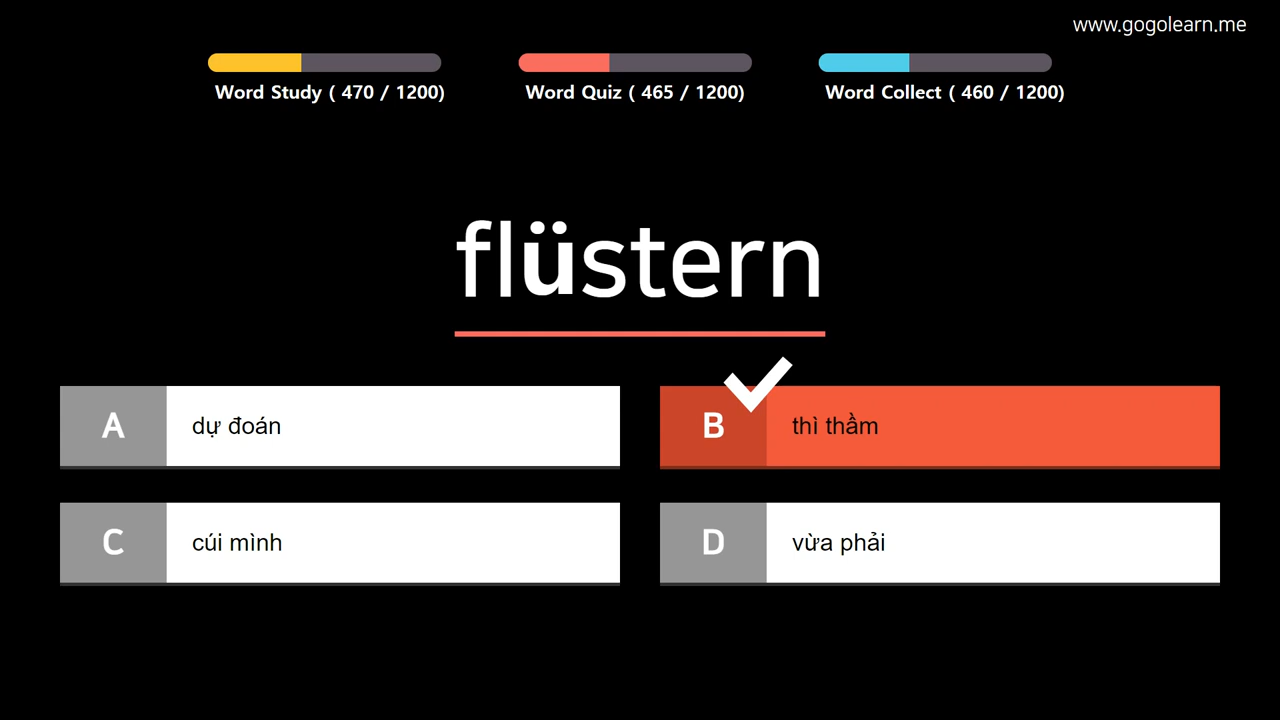 www.gogolearn.me
Word Study ( 470 / 1200)
Word Quiz ( 465 / 1200)
Word Collect ( 460 / 1200)
flüstern
A dự đoán
B thì thầm
C cúi mình
D vừa phải